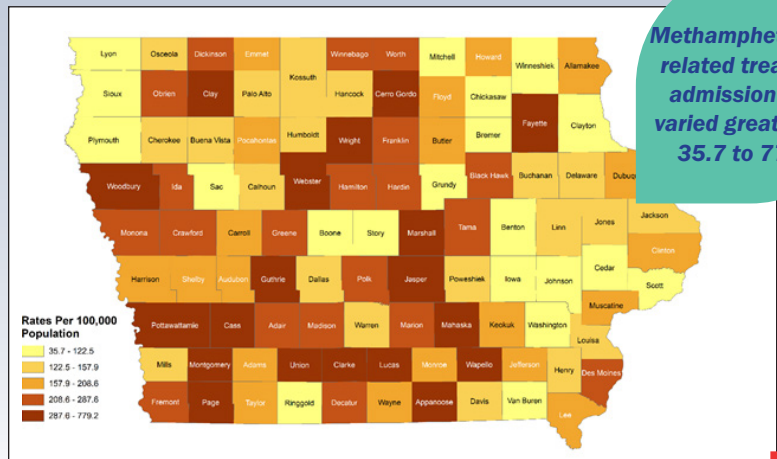 Methamphe
related trea
admission
varied great
35.7 to 77
Lyon Osceola Dickinson Emmet Winnebago Worth Mitchell Howard Winneshiek Allamakee
Kossuth
Sioux Obrien Clay Palo Alto Hancock Cerro Gordo Floyd Chickasaw
Fayette Clayton
Plymouth Cherokee Buena Vista Pocahontas Humboldt Wright Franklin Butler Bremer
Woodbury Ida Sac Calhoun Webster Hamilton Hardin Grundy Black Hawk Buchanan Delaware Dubuq
Monona Crawford Carroll Greene Boone Story Marshall Tama Benton Linn Jones Jackson
Clinton
Cedar
Harrison Shelby Audubon Guthrie Dallas Polk Jasper Poweshiek Iowa Johnson Scott
Muscatine
Pottawattamie Cass Adair Madison Warren Marion Mahaska Keokuk Washington
Louisa
Mills Montgomery Adams Union Clarke Lucas Monroe Wapello Jefferson Henry Des Moines
Fremont Page Taylor Ringgold Decatur Wayne Appanoose Davis Van Buren
Lee
Rates Per 100,000
Population
35.7 - 122.5
122.5 - 157.9
157.9 - 208.6
208.6 - 287.6
287.6 - 779.2